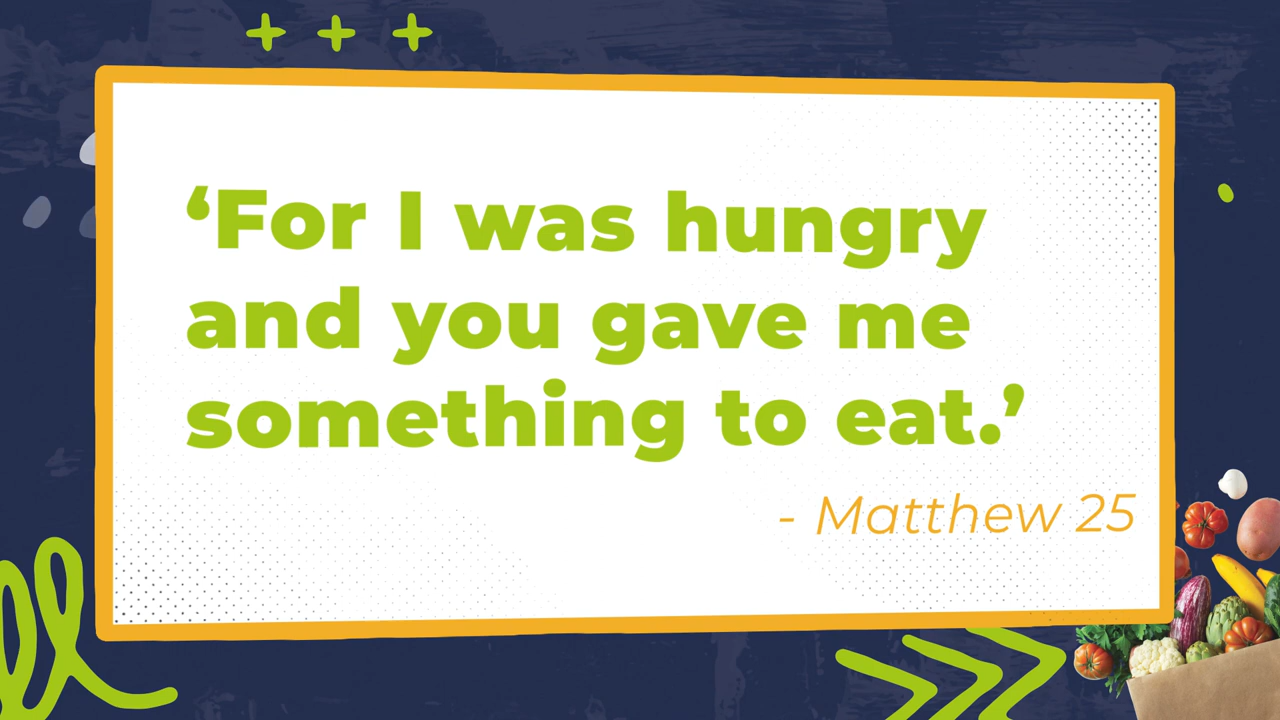 ‘For I was hungry
and you gave me
something to eat.’
- Matthew 25